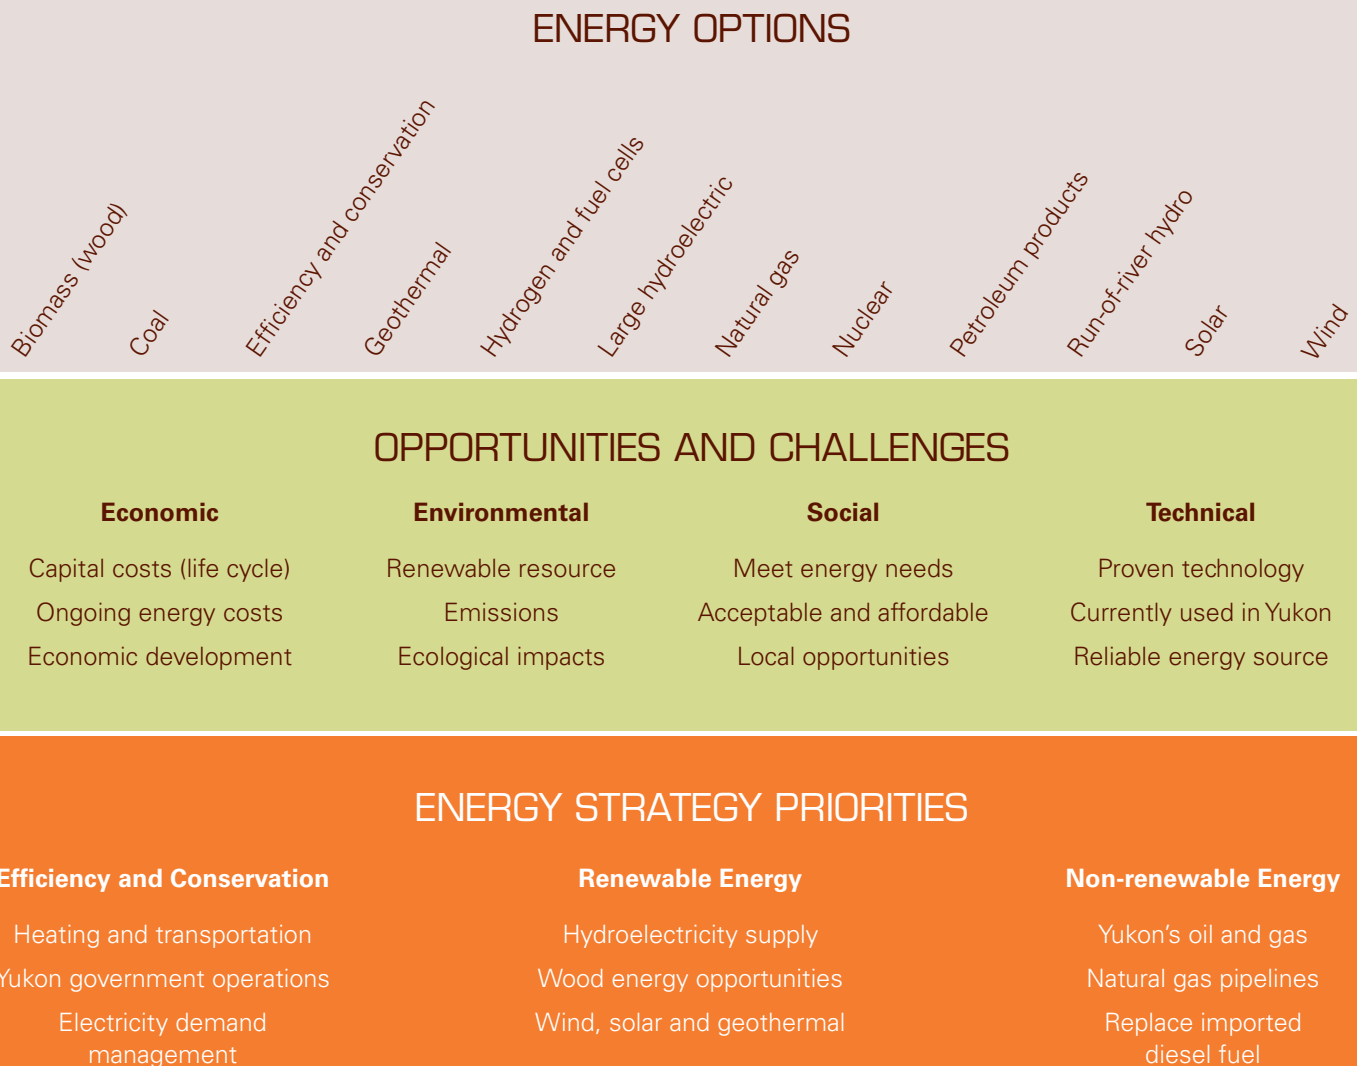 ENERGY OPTIONS
Biomass (wood)
Coal
Efficiency and conservation
Geothermal
Hydrogen and fuel cells
Large hydroelectric
Natural gas
Nuclear
Petroleum products
Run-of-river hydro
Solar
Wind
OPPORTUNITIES AND CHALLENGES
Economic
Capital costs (life cycle)
Ongoing energy costs
Economic development
Environmental
Renewable resource
Emissions
Ecological impacts
Social
Meet energy needs
Acceptable and affordable
Local opportunities
Technical
Proven technology
Currently used in Yukon
Reliable energy source
ENERGY STRATEGY PRIORITIES
Efficiency and Conservation
Heating and transportation
Yukon government operations
Electricity demand
management
Renewable Energy
Hydroelectricity supply
Wood energy opportunities
Wind, solar and geothermal
Non-renewable Energy
Yukon’s oil and gas
Natural gas pipelines
Replace imported
diesel fuel